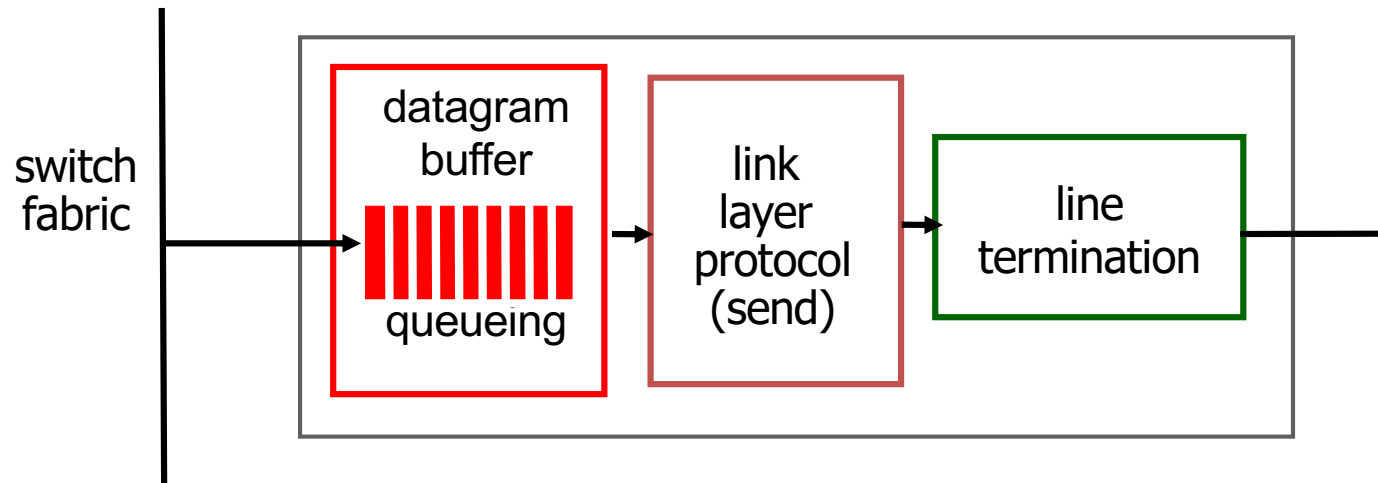 switch
fabric
datagram
buffer
queueing
link
layer
protocol
(send)
line
termination